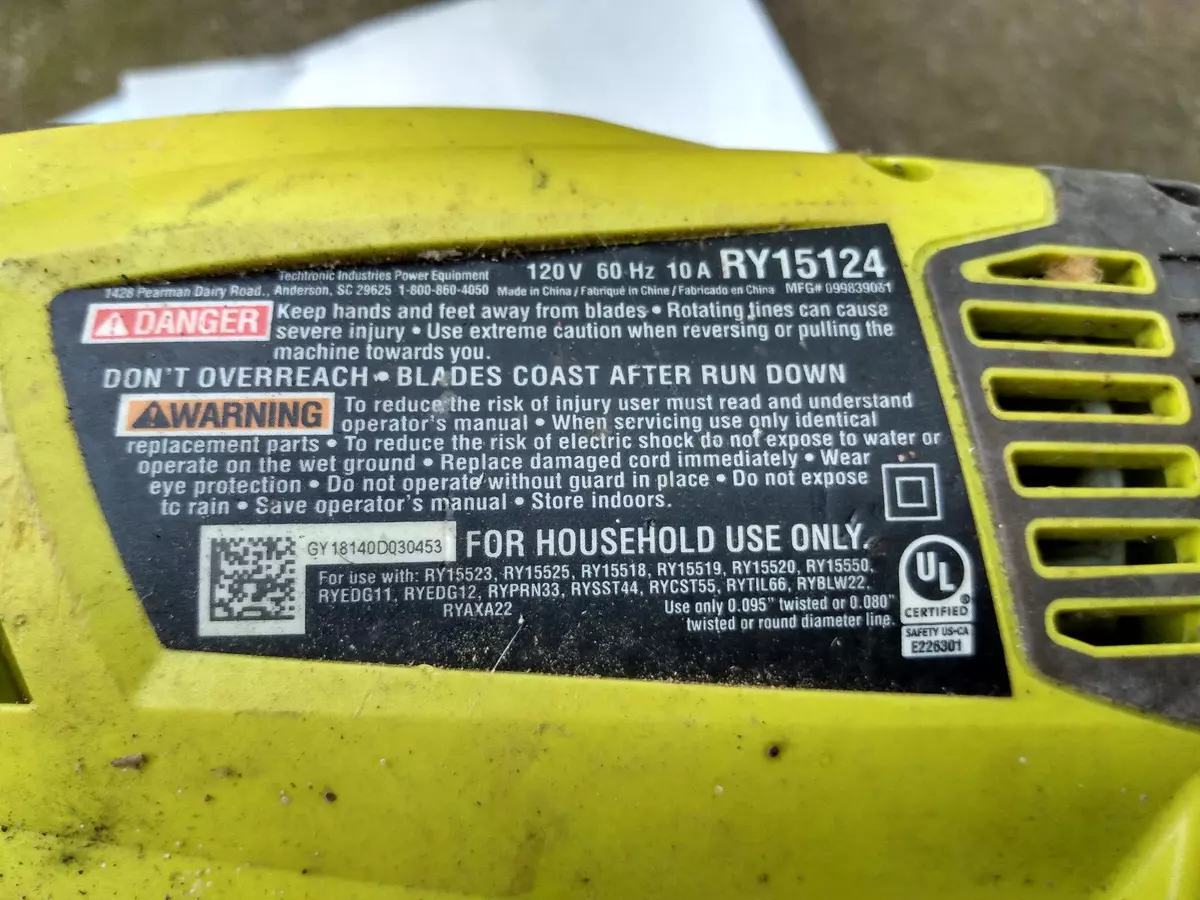 Techtronic Industries Power Equipment 120V 60 Hz 10A RY15124
1428 Pearman Dairy Road., Anderson, SC 29625 1-800-860-4050 Made in China / Fabriqué in China / Fabricado en China MFG# 099839081
DANGER Keep hands and feet away from blades • Rotating tines can cause
severe injury • Use extreme caution when reversing or pulling the
machine towards you.
DON'T OVERREACH • BLADES COAST AFTER RUN DOWN
WARNING To reduce the risk of injury user must read and understand
operator's manual • When servicing use only identical
replacement parts • To reduce the risk of electric shock do not expose to water or
operate on the wet ground • Replace damaged cord immediately • Wear
eye protection • Do not operate without guard in place • Do not expose
to rain • Save operator's manual • Store indoors.
GY18140D030453 FOR HOUSEHOLD USE ONLY.
For use with: RY15523, RY15525, RY15518, RY15519, RY15520, RY15550,
RYEDG11, RYEDG12, RYPRN33, RYSST44, RYCST55, RYTIL66, RYBLW22,
RYAXA22
Use only 0.095" twisted or 0.080"
twisted or round diameter line.
UL ®
CERTIFIED
SAFETY US-CA
E226301